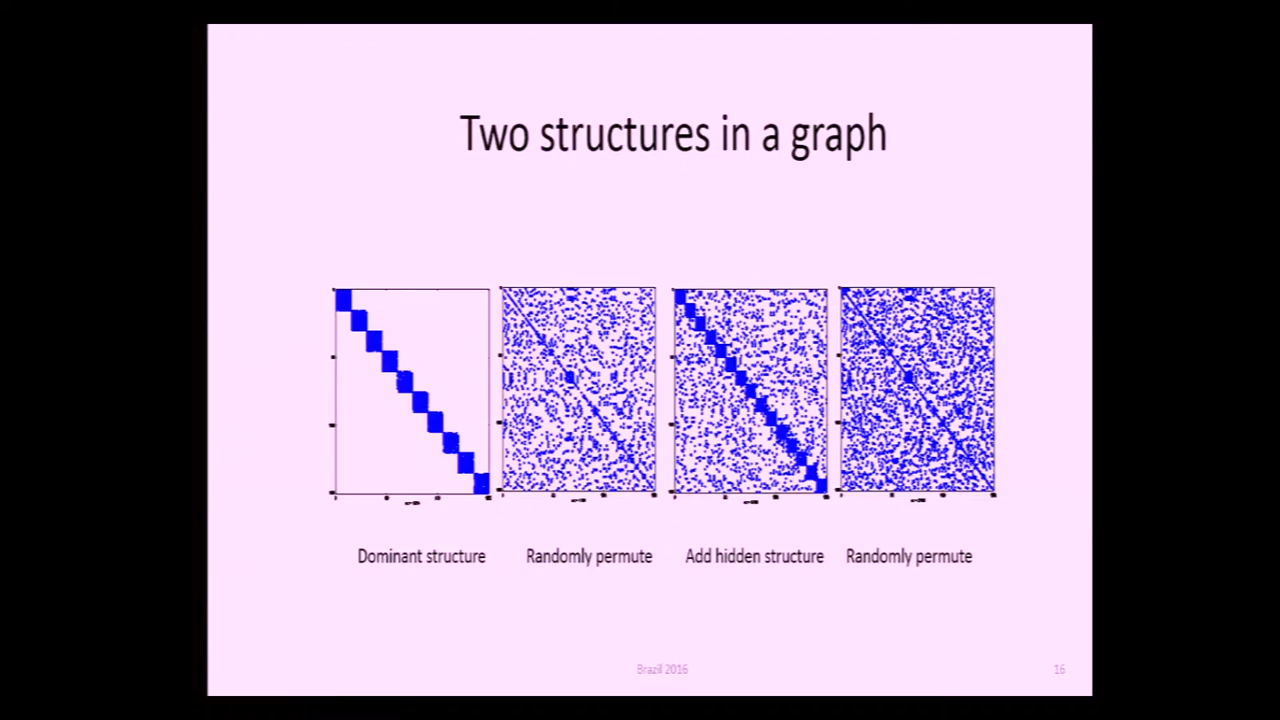 Two structures in a graph
Dominant structure
Randomly permute
Add hidden structure
Randomly permute
Brazil 2016
16